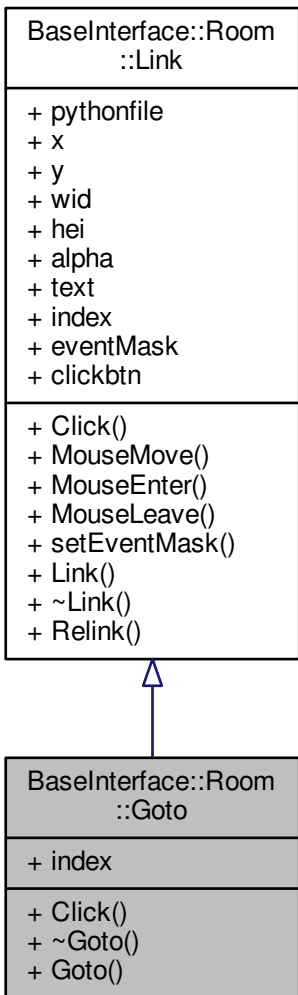 BaseInterface::Room
::Link
+ pythonfile
+ x
+ y
+ wid
+ hei
+ alpha
+ text
+ index
+ eventMask
+ clickbtn
+ Click()
+ MouseMove()
+ MouseEnter()
+ MouseLeave()
+ setEventMask()
+ Link()
+ ~Link()
+ Relink()
BaseInterface::Room
::Goto
+ index
+ Click()
+ ~Goto()
+ Goto()